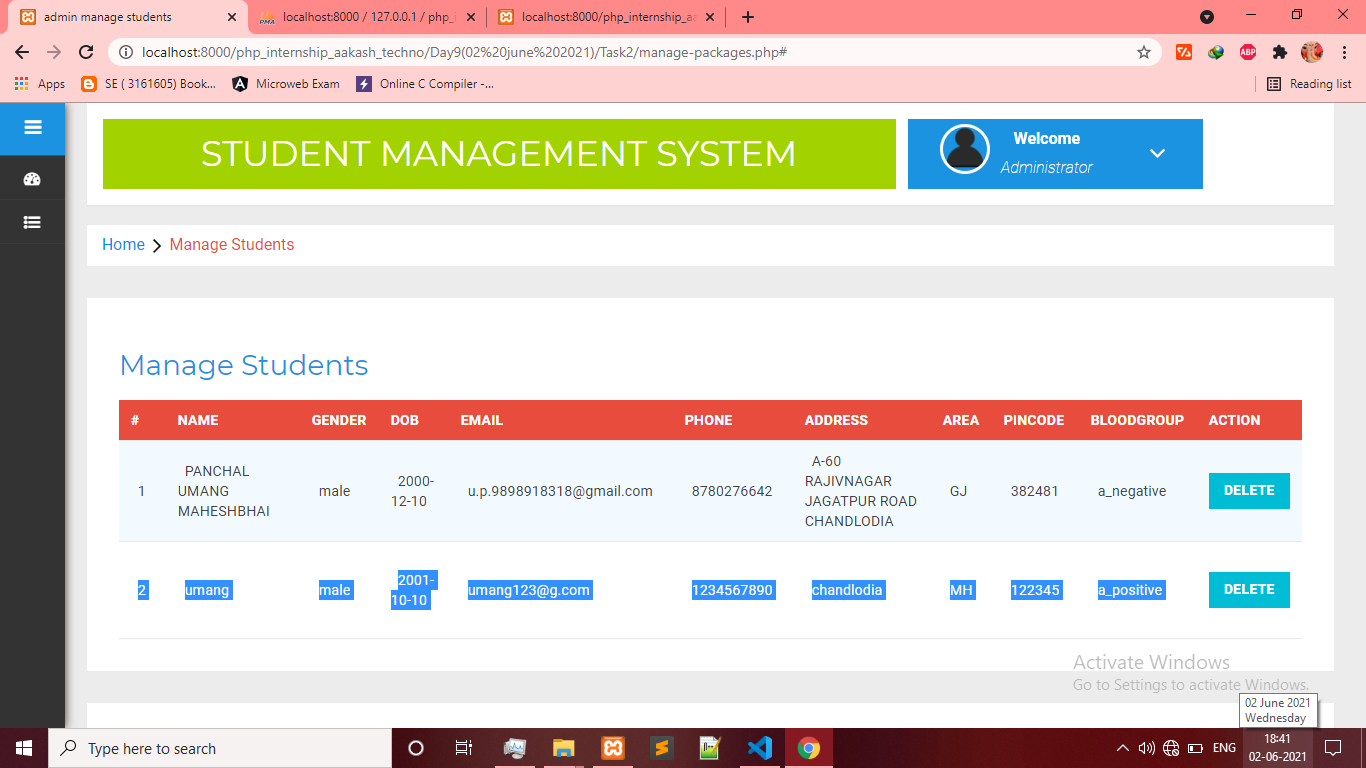 admin manage students
localhost:8000 / 127.0.0.1 / php_i
localhost:8000/php_internship_aa
localhost:8000/php_internship_aakash_techno/Day9(02%20june%202021)/Task2/manage-packages.php#
ABP
Apps
SE ( 3161605) Book...
Microweb Exam
Online C Compiler -...
Reading list
STUDENT MANAGEMENT SYSTEM
Welcome
Administrator
Home
Manage Students
Manage Students
# NAME GENDER DOB EMAIL PHONE ADDRESS AREA PINCODE BLOODGROUP ACTION
1
PANCHAL
UMANG
MAHESHBHAI
male
2000-
12-10
u.p.9898918318@gmail.com
8780276642
A-60
RAJIVNAGAR
JAGATPUR ROAD
CHANDLODIA
GJ
382481
a_negative
DELETE
2
umang
male
2001-
10-10
umang123@g.com
1234567890
chandlodia
MH
122345
a_positive
DELETE
Activate Windows
Go to Settings to activate Windows.
02 June 2021
Wednesday
Type here to search
ENG
18:41
02-06-2021